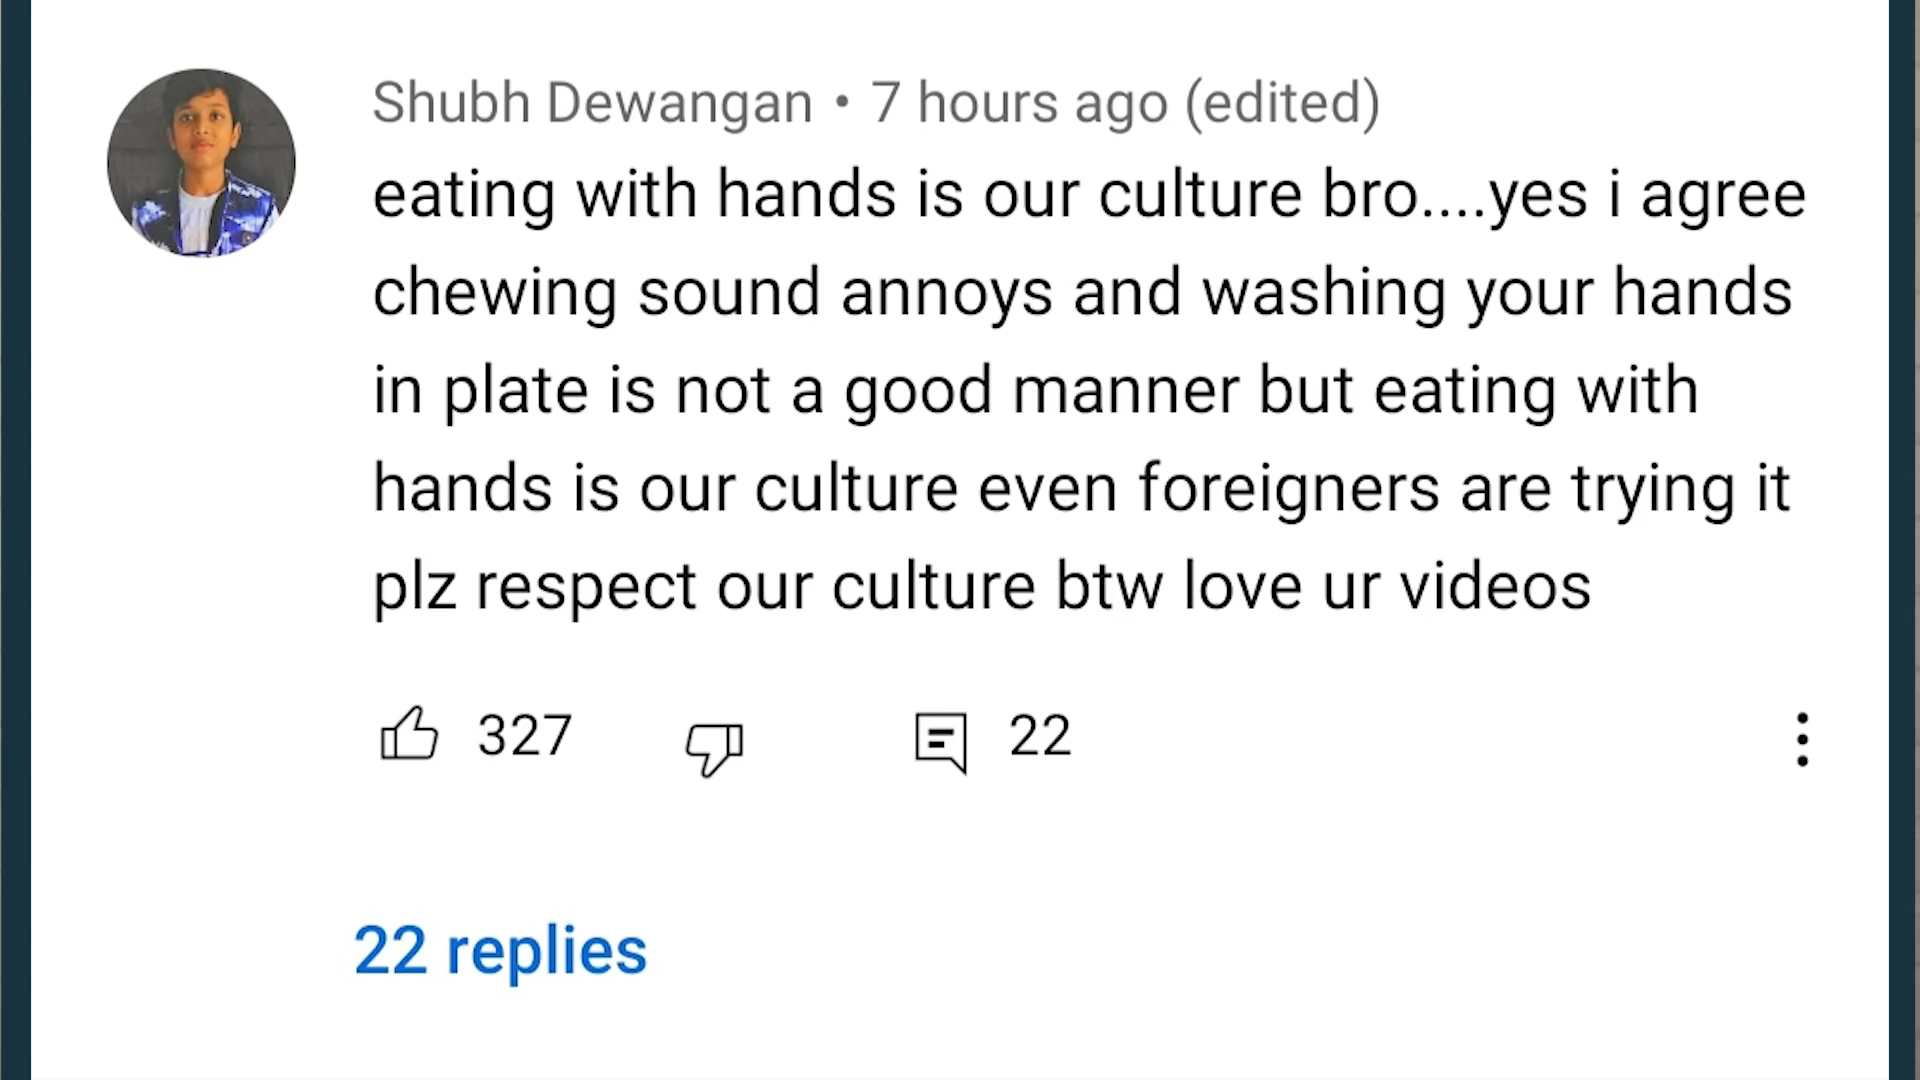 Shubh Dewangan • 7 hours ago (edited)
eating with hands is our culture bro....yes i agree
chewing sound annoys and washing your hands
in plate is not a good manner but eating with
hands is our culture even foreigners are trying it
plz respect our culture btw love ur videos
327 22
22 replies